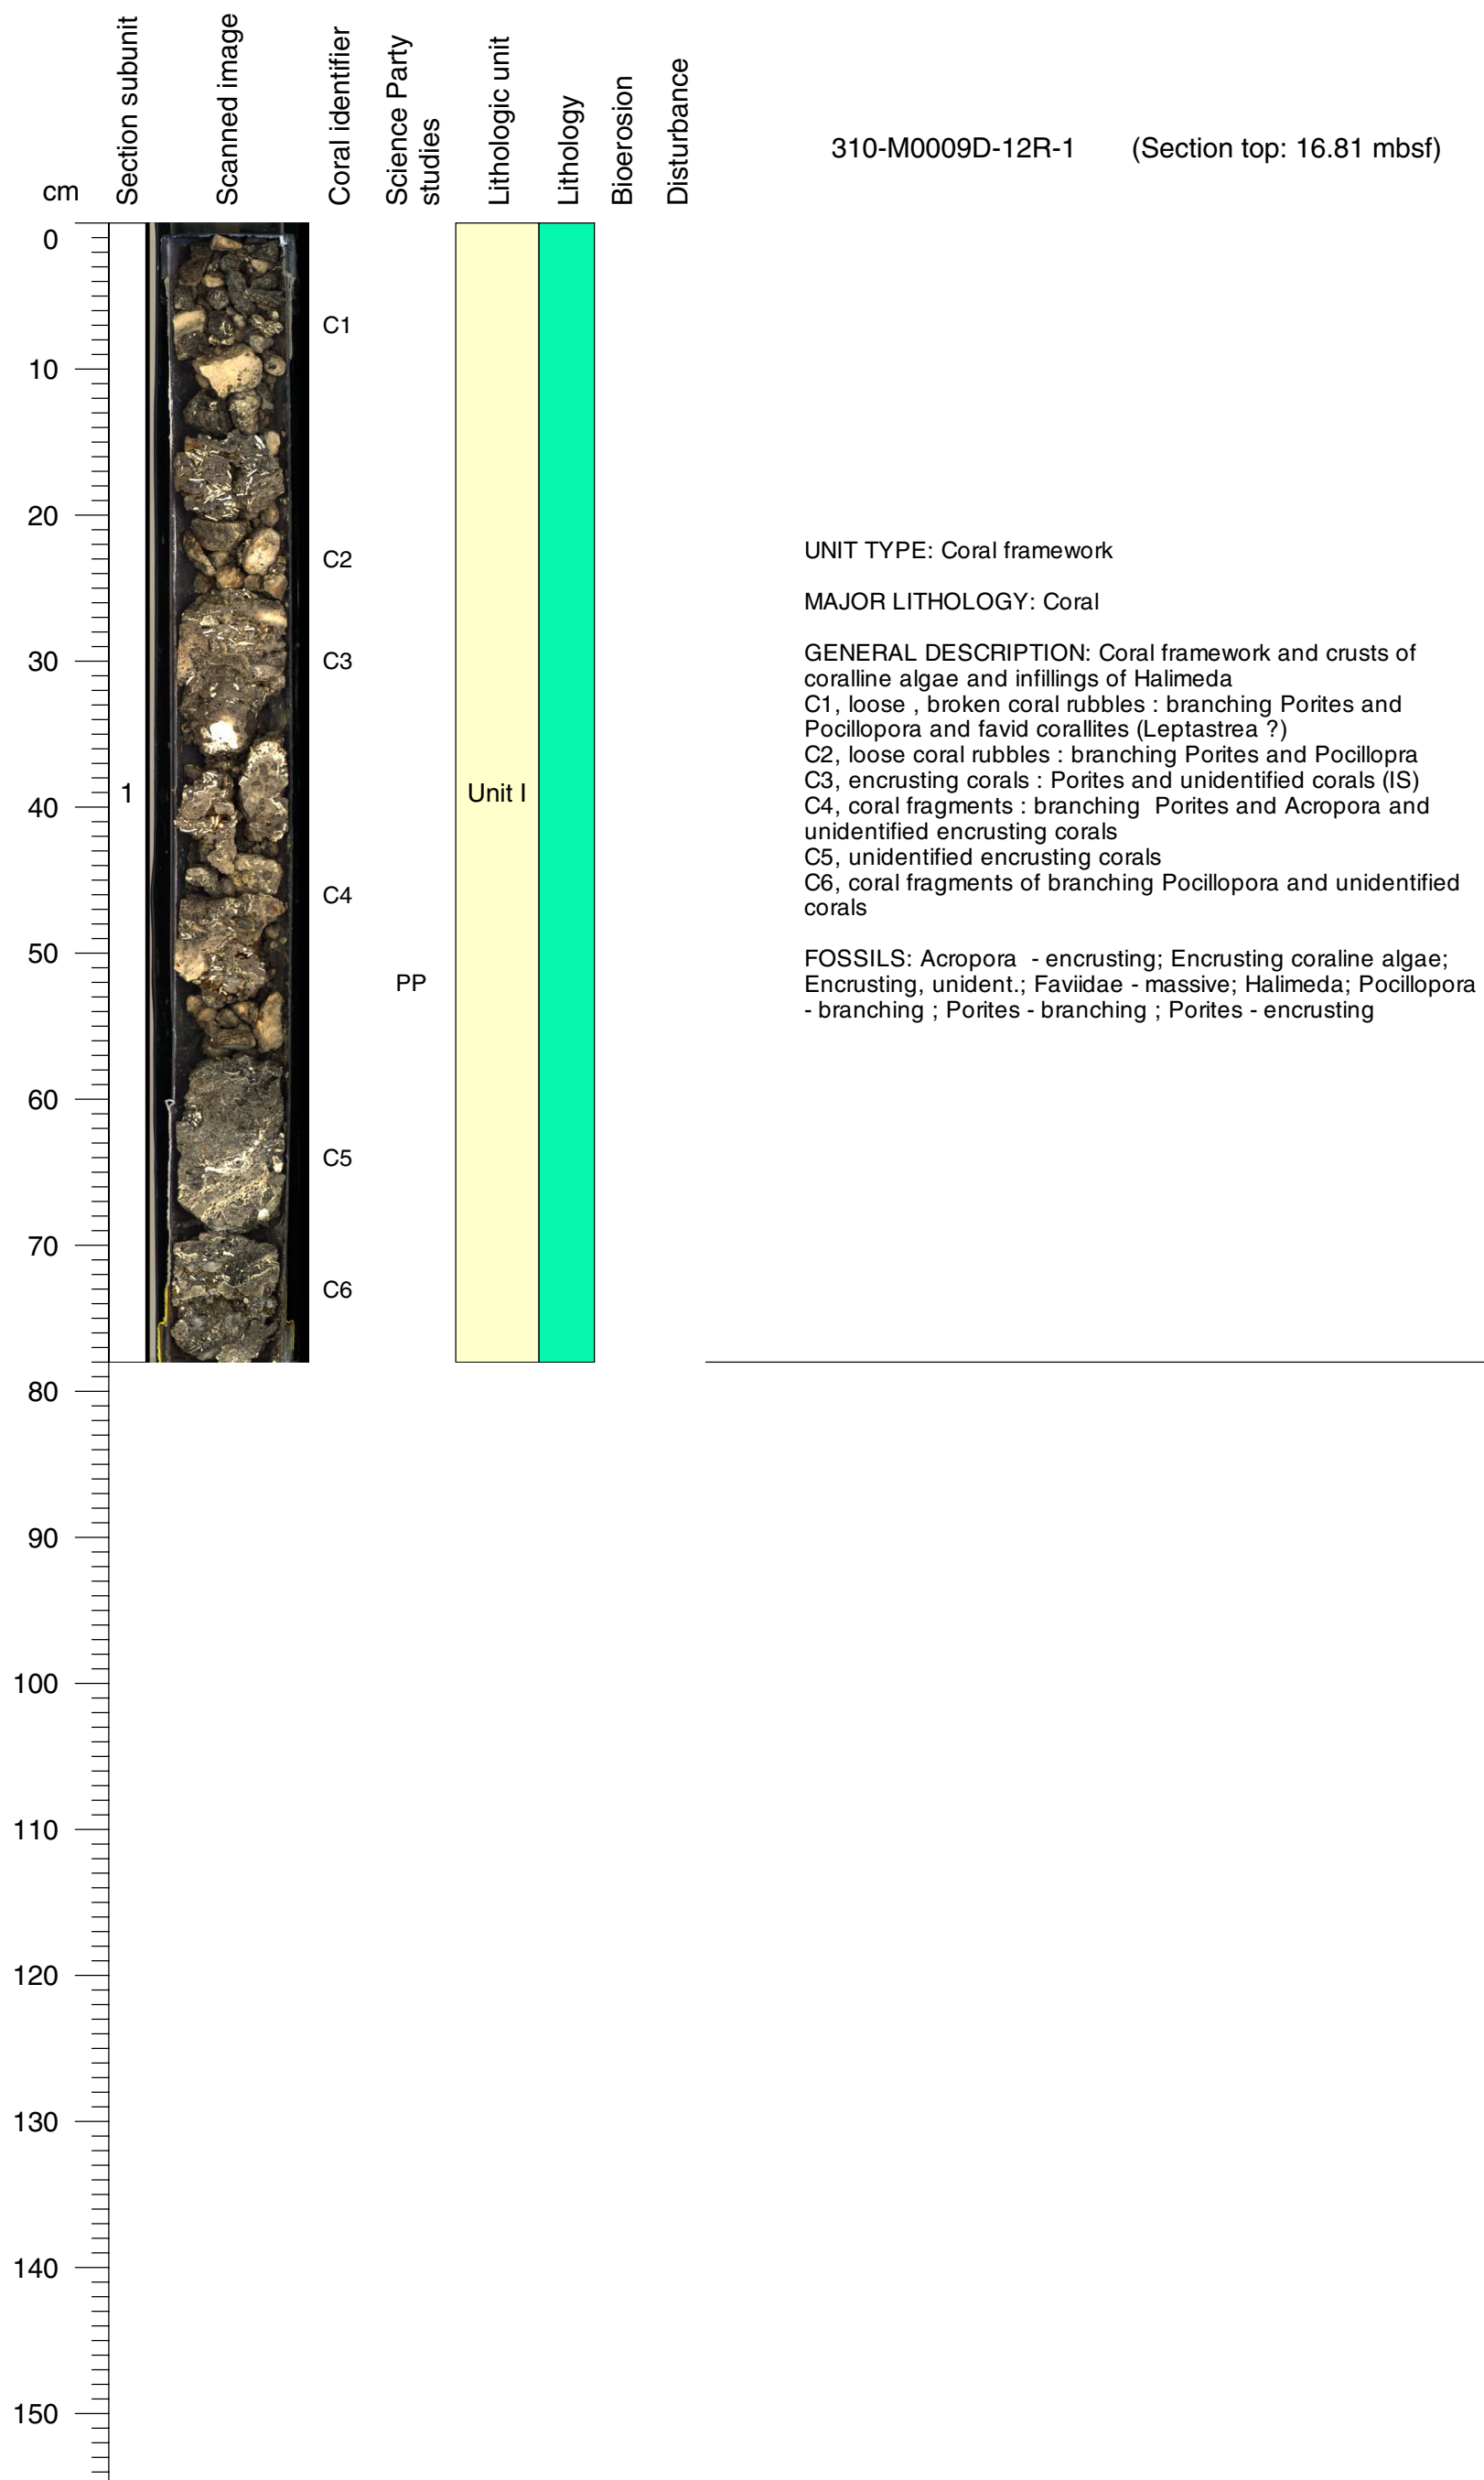 310-M0009D-12R-1 (Section top: 16.81 mbsf)
cm
Section subunit
Scanned image
Coral identifier
Science Party
studies
Lithologic unit
Lithology
Bioerosion
Disturbance
0
C1
10
20
C2
UNIT TYPE: Coral framework
MAJOR LITHOLOGY: Coral
30
C3
GENERAL DESCRIPTION: Coral framework and crusts of
coralline algae and infillings of Halimeda
C1, loose , broken coral rubbles : branching Porites and
Pocillopora and favid corallites (Leptastrea ?)
C2, loose coral rubbles : branching Porites and Pocillopra
C3, encrusting corals : Porites and unidentified corals (IS)
C4, coral fragments : branching  Porites and Acropora and
unidentified encrusting corals
C5, unidentified encrusting corals
C6, coral fragments of branching Pocillopora and unidentified
corals
1
Unit I
40
C4
50
PP
FOSSILS: Acropora  - encrusting; Encrusting coraline algae;
Encrusting, unident.; Faviidae - massive; Halimeda; Pocillopora
- branching ; Porites - branching ; Porites - encrusting
60
C5
70
C6
80
90
100
110
120
130
140
150